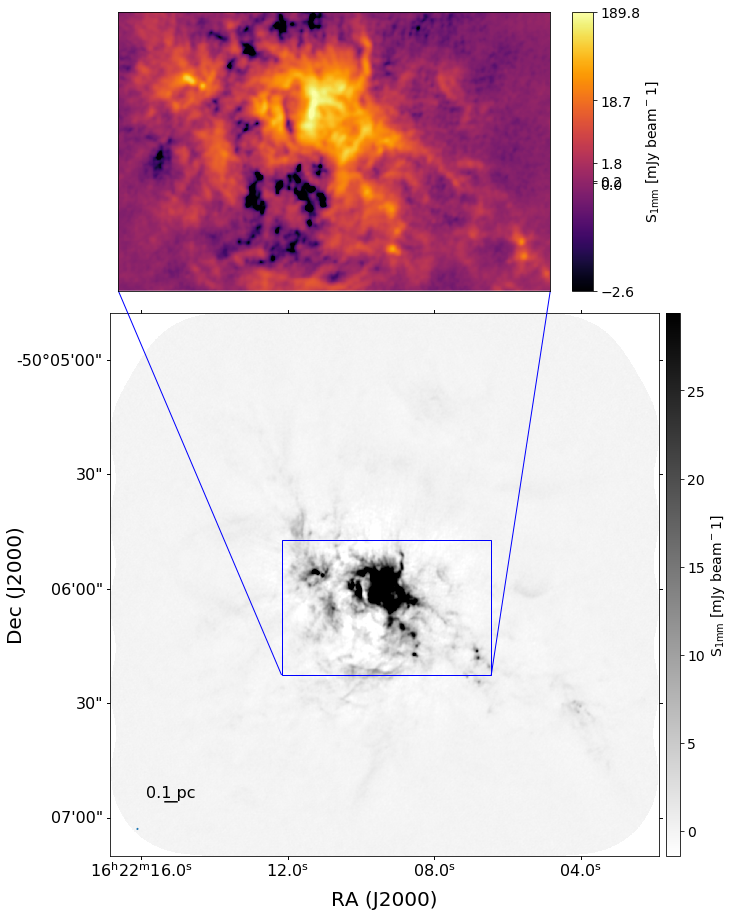 189.8
18.7
1.8
0.2
0.0
−2.6
S1mm [mJy beam−1]
-50°05'00"
30"
06'00"
30"
07'00"
Dec (J2000)
0.1 pc
25
20
15
10
5
0
S1mm [mJy beam−1]
16h22m16.0s 12.0s 08.0s 04.0s
RA (J2000)